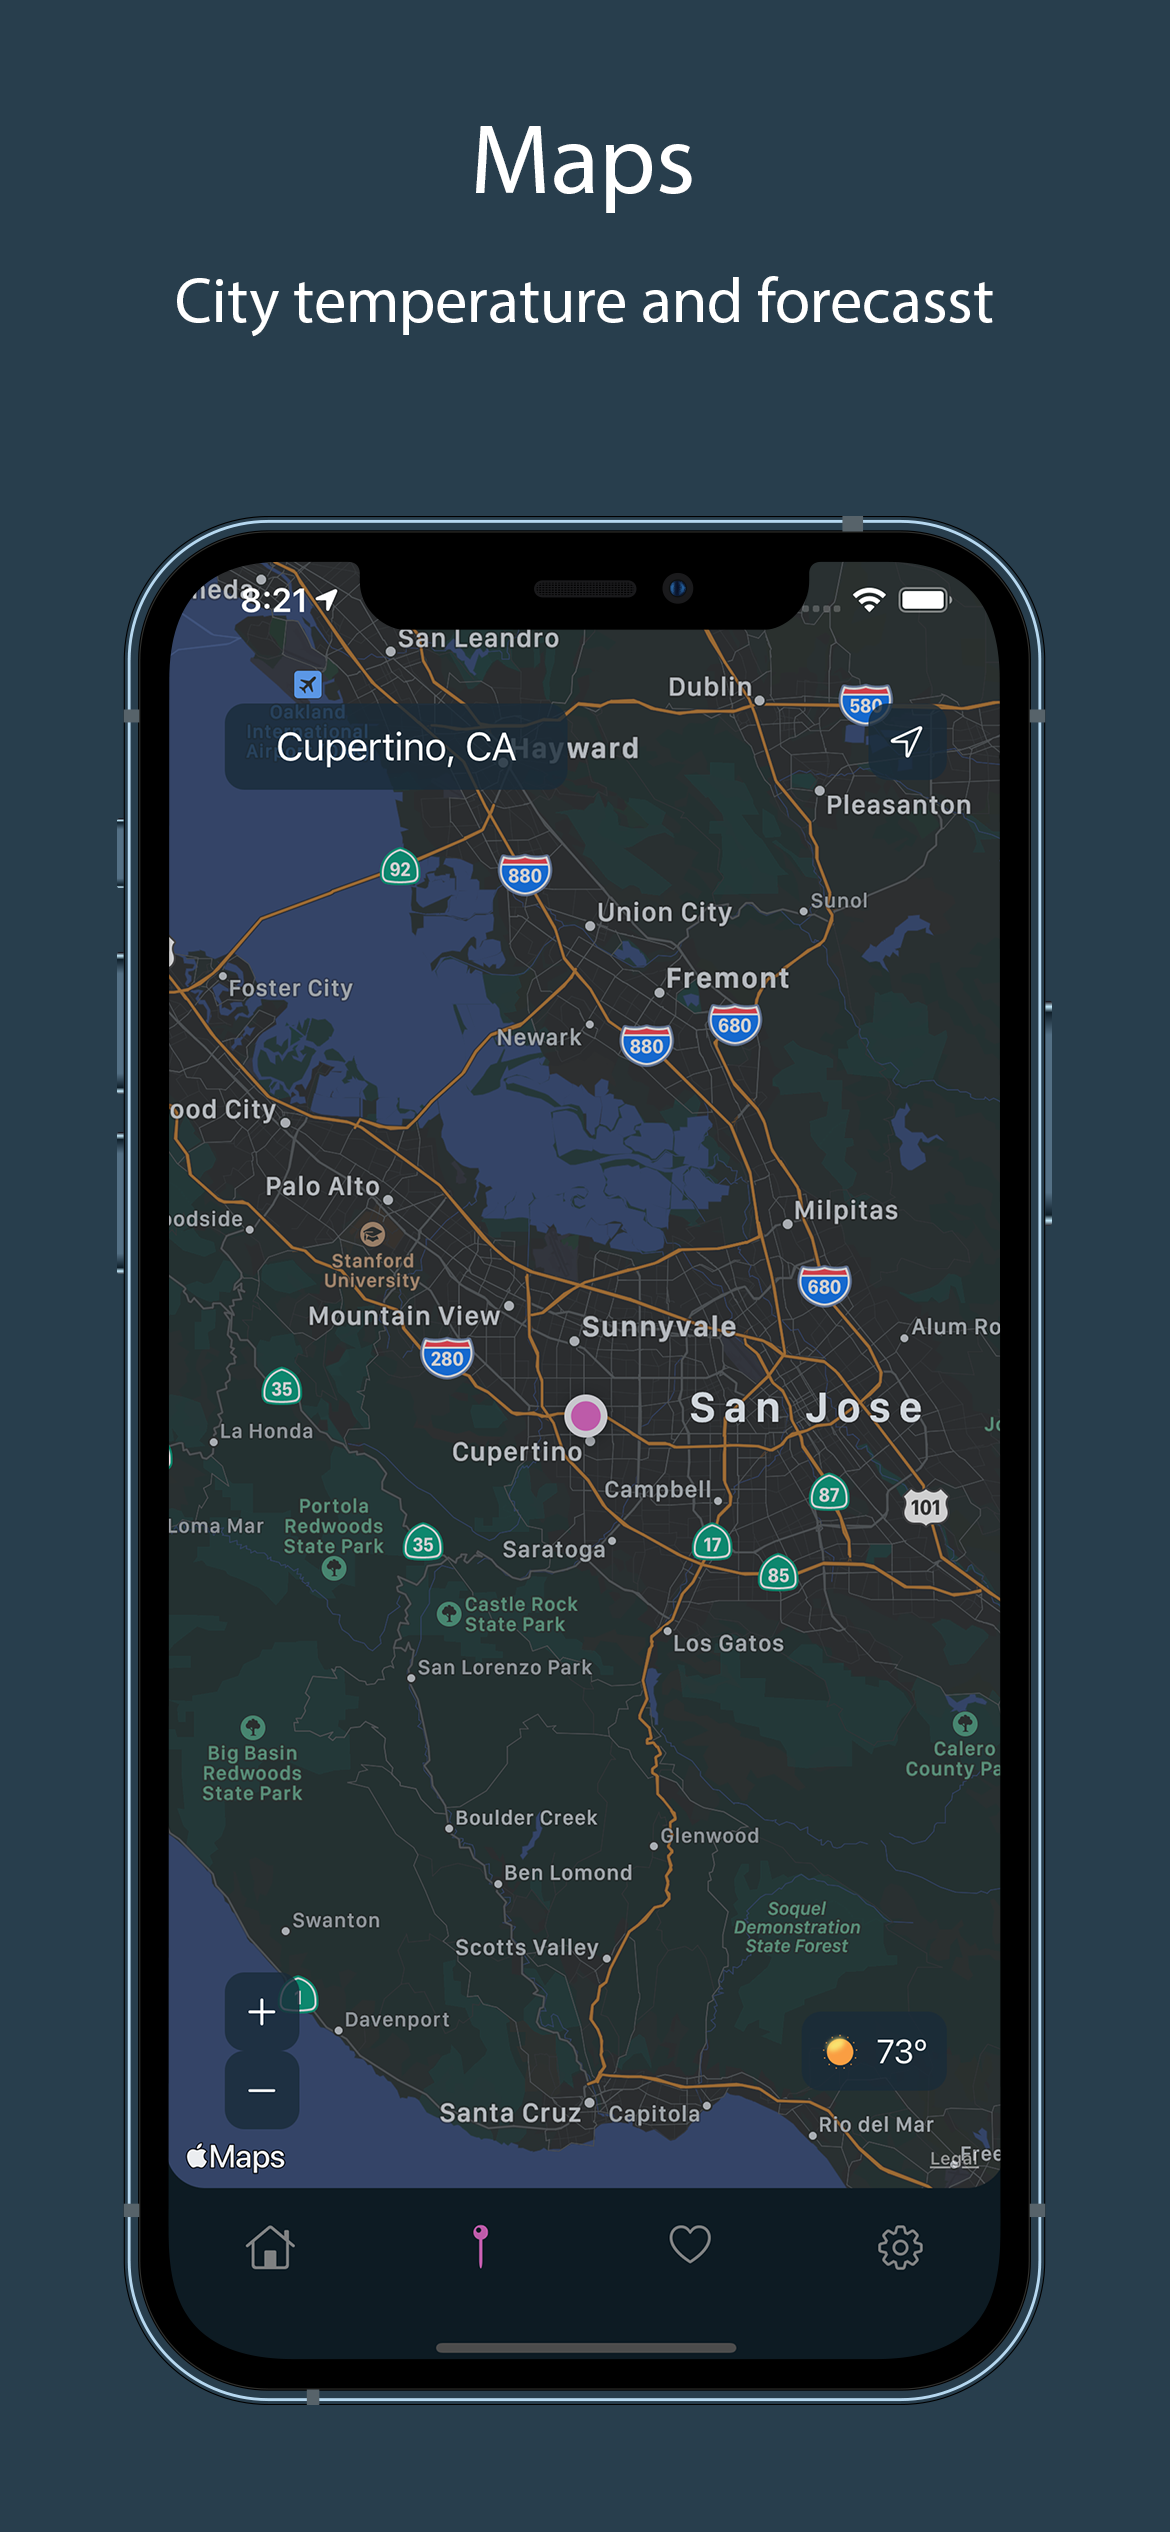 Maps
City temperature and forecasst
8:21
San Leandro
Dublin
580
Oakland
International
Cupertino, CA
Hayward
Pleasanton
92
880
Union City
Sunol
Fremont
Foster City
Newark
880
680
ood City
Palo Alto
oodside
Milpitas
Stanford
University
680
Mountain View
Sunnyvale
Alum Ro
280
35
San Jose
La Honda
Cupertino
Campbell
87
101
Portola
Redwoods
State Park
Loma Mar
35
Saratoga
17
85
Castle Rock
State Park
Los Gatos
San Lorenzo Park
Big Basin
Redwoods
State Park
Calero
County Pa
Boulder Creek
Glenwood
Ben Lomond
Soquel
Demonstration
State Forest
Swanton
Scotts Valley
+
1
Davenport
73°
−
Santa Cruz
Capitola
Rio del Mar
Maps
Legal
Free